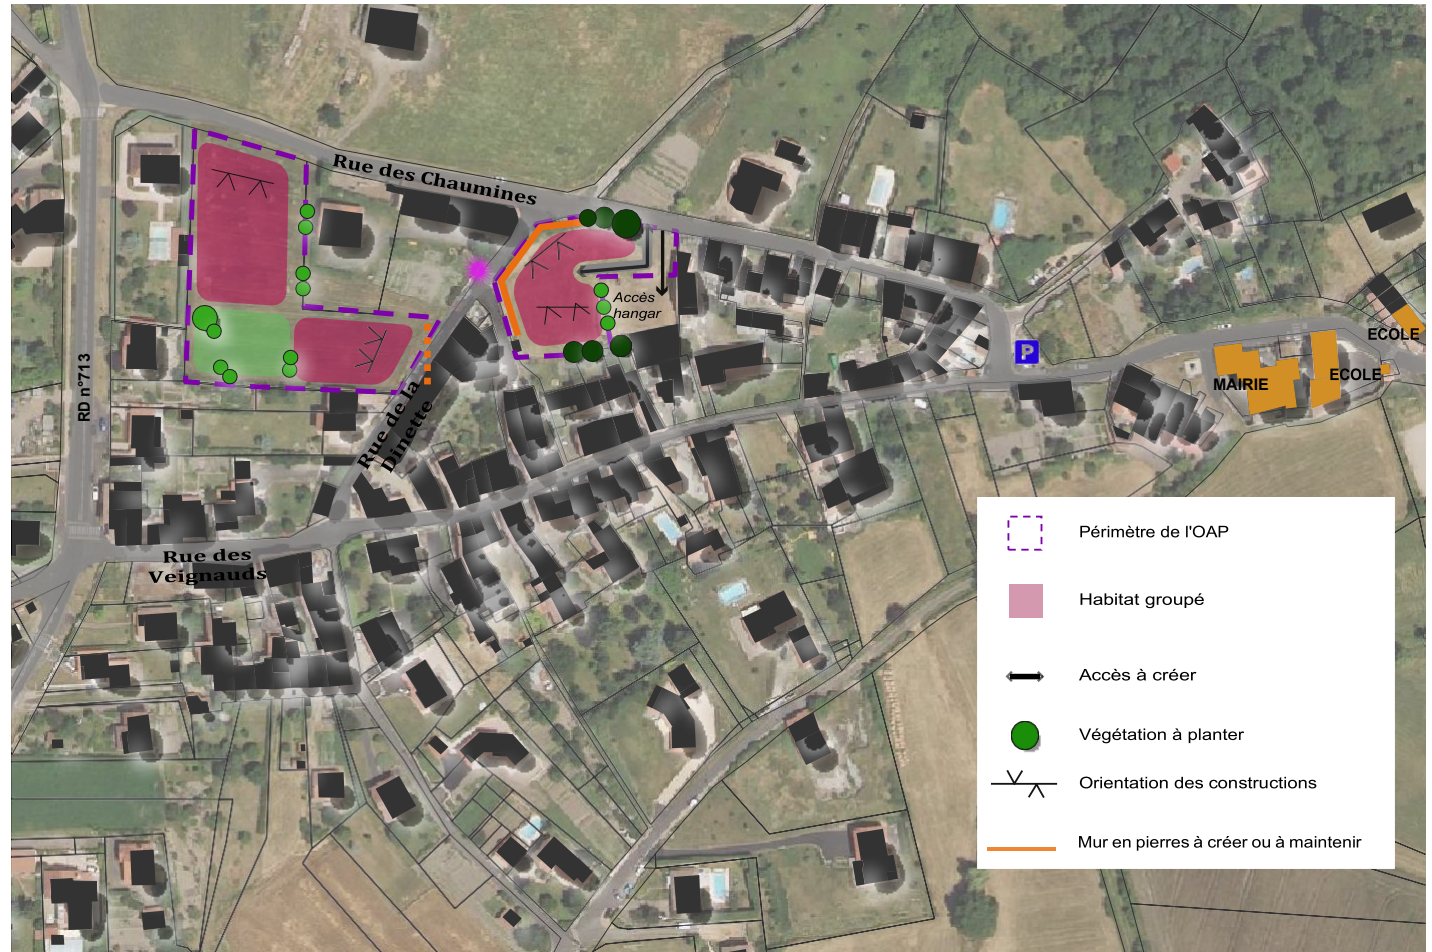 Rue des Chaumines
Accès
hangar
RD n°713
Rue de la
Dinette
P
ECOLE
MAIRIE
ECOLE
Rue des
Veignauds
Périmètre de l'OAP
Habitat groupé
Accès à créer
Végétation à planter
Orientation des constructions
Mur en pierres à créer ou à maintenir